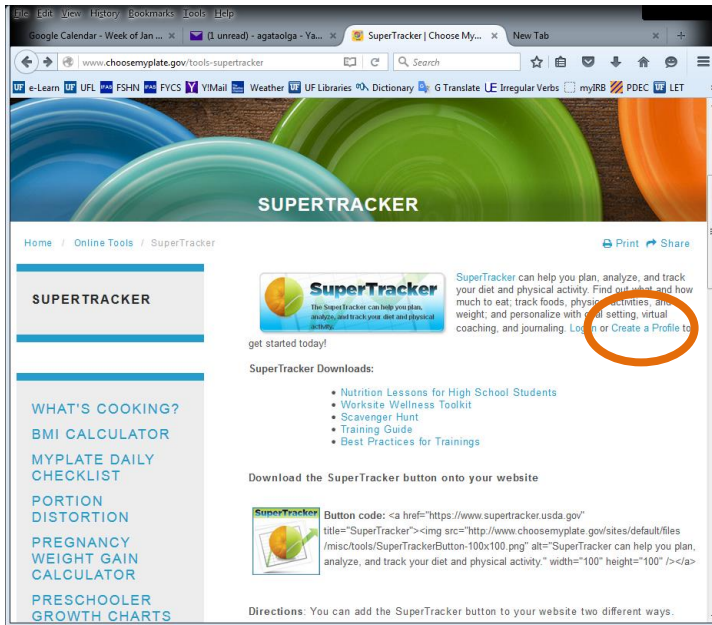 File Edit View History Bookmarks Tools Help
Google Calendar - Week of Jan ... × (1 unread) - agataolga - Ya... × SuperTracker | Choose My... × New Tab × +
www.choosemyplate.gov/tools-supertracker Search
UF e-Learn UF UFL IFAS FSHN IFAS FYCS Y Y!Mail Weather UF UF Libraries Dictionary G Translate UE Irregular Verbs myIRB PDEC UF LET
SUPERTRACKER
Home / Online Tools / SuperTracker
Print Share
SUPERTRACKER
WHAT'S COOKING?
BMI CALCULATOR
MYPLATE DAILY
CHECKLIST
PORTION
DISTORTION
PREGNANCY
WEIGHT GAIN
CALCULATOR
PRESCHOOLER
GROWTH CHARTS
SuperTracker
The SuperTracker can help you plan,
analyze, and track your diet and physical
activity.
SuperTracker can help you plan, analyze, and track
your diet and physical activity. Find out what and how
much to eat; track foods, physical activities, and
weight; and personalize with goal setting, virtual
coaching, and journaling. Log in or Create a Profile to
get started today!
SuperTracker Downloads:
• Nutrition Lessons for High School Students
• Worksite Wellness Toolkit
• Scavenger Hunt
• Training Guide
• Best Practices for Trainings
Download the SuperTracker button onto your website
SuperTracker
Button code: <a href="https://www.supertracker.usda.gov"
title="SuperTracker"><img src="http://www.choosemyplate.gov/sites/default/files
/misc/tools/SuperTrackerButton-100x100.png" alt="SuperTracker can help you plan,
analyze, and track your diet and physical activity." width="100" height="100" /></a>
Directions: You can add the SuperTracker button to your website two different ways.